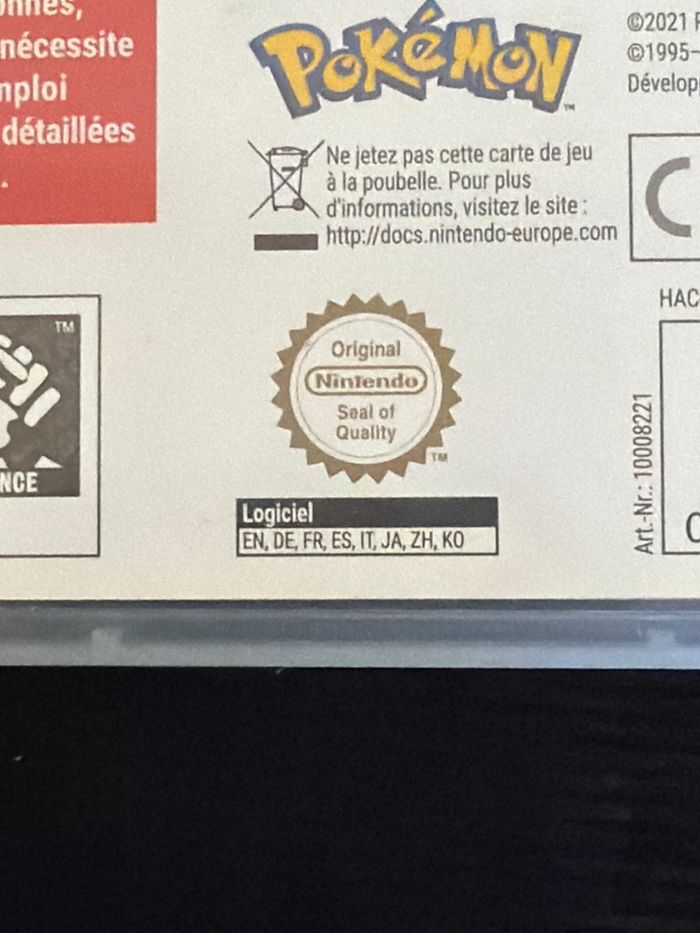 onnes,
nécessite
mploi
détaillées
.
POKÉMON
TM
©2021
©1995–
Dévelop
Ne jetez pas cette carte de jeu
à la poubelle. Pour plus
d'informations, visitez le site :
http://docs.nintendo-europe.com
HAC
TM
NCE
Original
Nintendo
Seal of
Quality
TM
Art.-Nr.: 10008221
Logiciel
EN, DE, FR, ES, IT, JA, ZH, KO